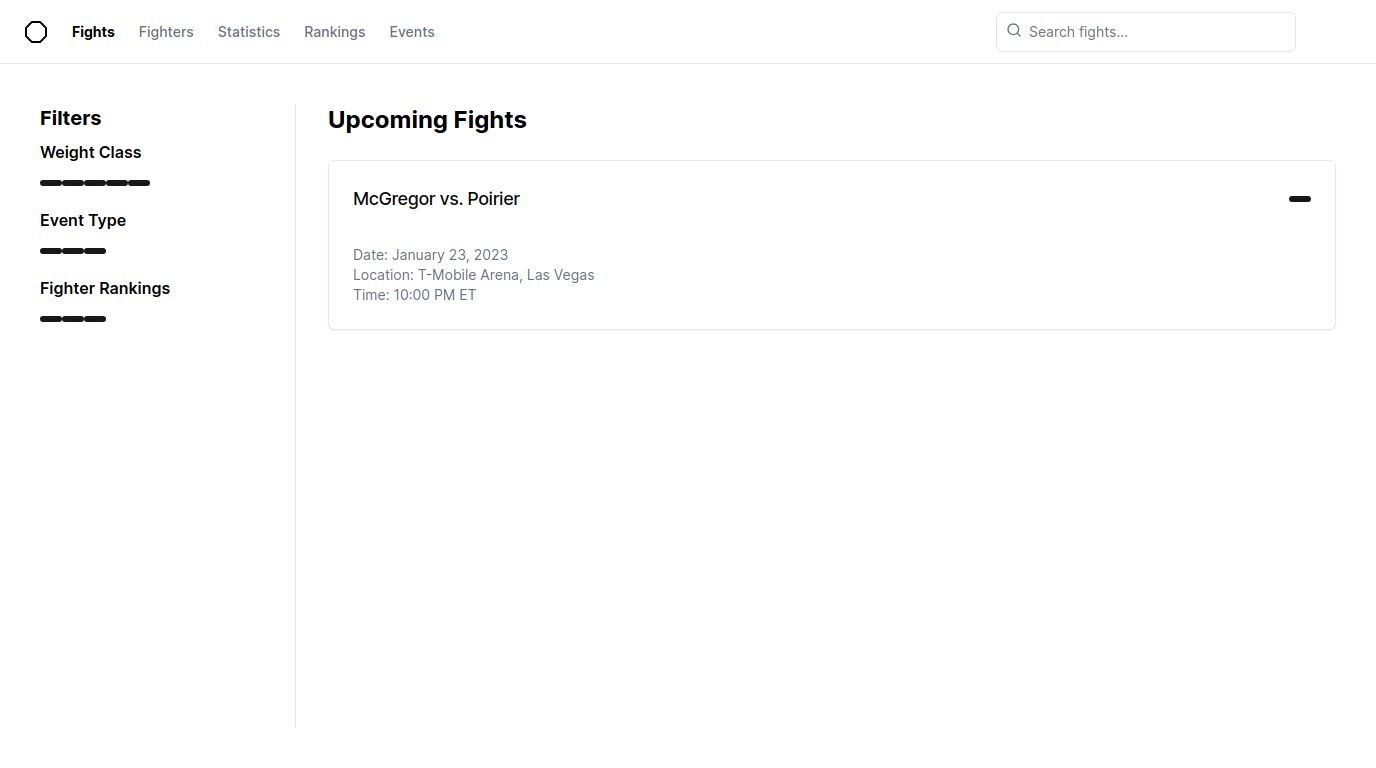 Fights Fighters Statistics Rankings Events Search fights...
Filters
Weight Class
Event Type
Fighter Rankings
Upcoming Fights
McGregor vs. Poirier
Date: January 23, 2023
Location: T-Mobile Arena, Las Vegas
Time: 10:00 PM ET